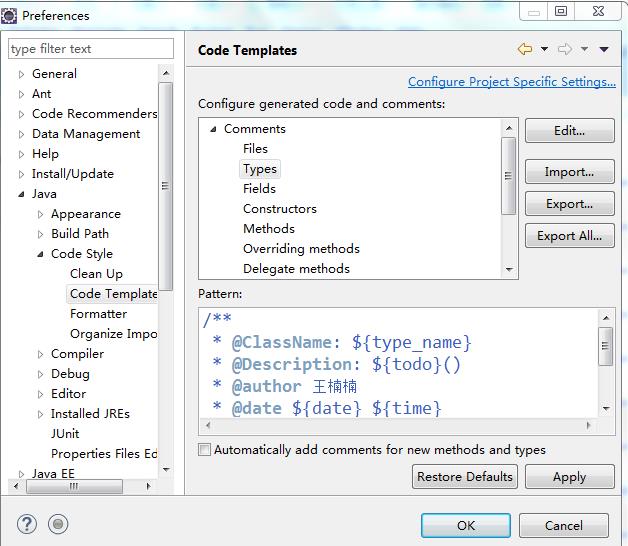 Preferences
type filter text
General
Ant
Code Recommenders
Data Management
Help
Install/Update
Java
Appearance
Build Path
Code Style
Clean Up
Code Template
Formatter
Organize Impo
Compiler
Debug
Editor
Installed JREs
JUnit
Properties Files Ed
Java EE
Code Templates
Configure Project Specific Settings...
Configure generated code and comments:
Comments
Files
Types
Fields
Constructors
Methods
Overriding methods
Delegate methods
Edit...
Import...
Export...
Export All...
Pattern:
/**
* @ClassName: ${type_name}
* @Description: ${todo}()
* @author 王楠楠
* @date ${date} ${time}
Automatically add comments for new methods and types
Restore Defaults
Apply
OK
Cancel